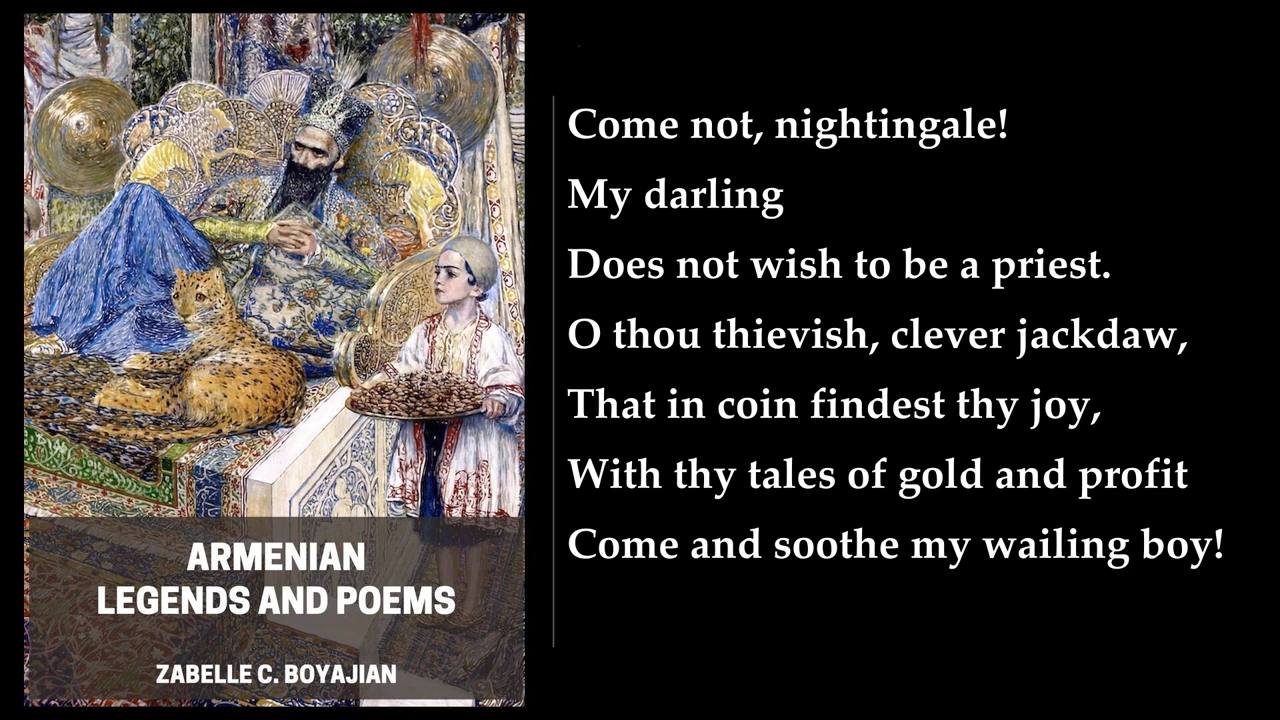 Come not, nightingale!
My darling
Does not wish to be a priest.
O thou thievish, clever jackdaw,
That in coin findest thy joy,
With thy tales of gold and profit
Come and soothe my wailing boy!
ARMENIAN
LEGENDS AND POEMS
ZABELLE C. BOYAJIAN